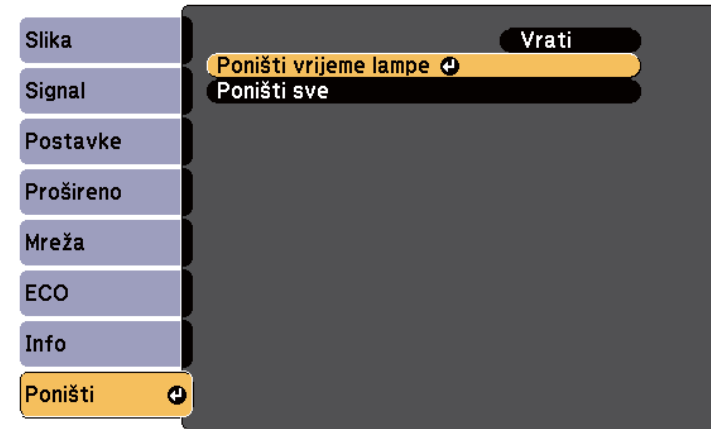 Slika
Signal
Postavke
Prošireno
Mreža
ECO
Info
Poništi
Vrati
Poništi vrijeme lampe
Poništi sve